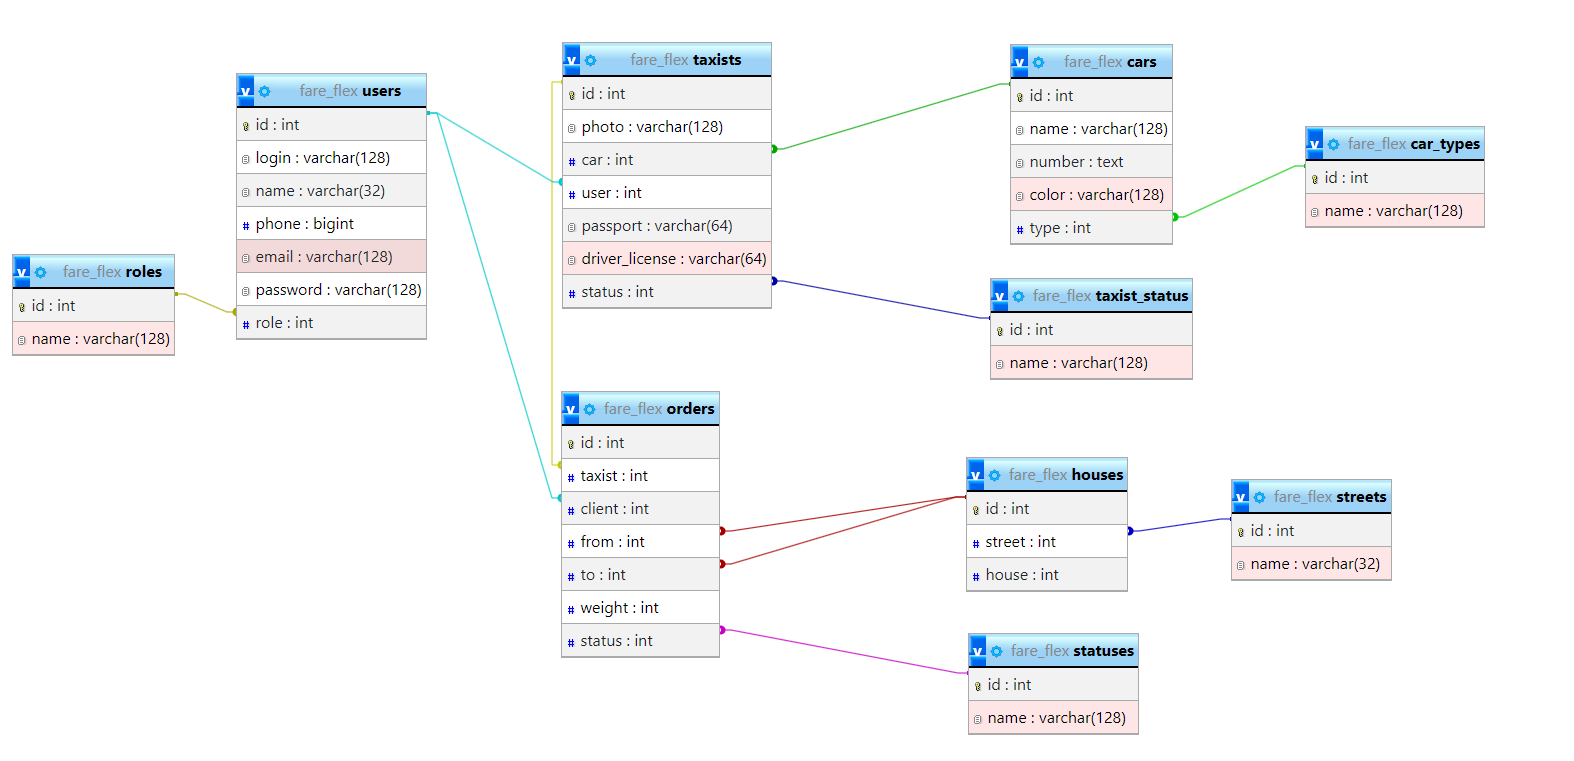 fare_flex roles
id : int
name : varchar(128)
fare_flex users
id : int
login : varchar(128)
name : varchar(32)
phone : bigint
email : varchar(128)
password : varchar(128)
role : int
fare_flex taxists
id : int
photo : varchar(128)
car : int
user : int
passport : varchar(64)
driver_license : varchar(64)
status : int
fare_flex orders
id : int
taxist : int
client : int
from : int
to : int
weight : int
status : int
fare_flex cars
id : int
name : varchar(128)
number : text
color : varchar(128)
type : int
fare_flex car_types
id : int
name : varchar(128)
fare_flex taxist_status
id : int
name : varchar(128)
fare_flex houses
id : int
street : int
house : int
fare_flex streets
id : int
name : varchar(32)
fare_flex statuses
id : int
name : varchar(128)